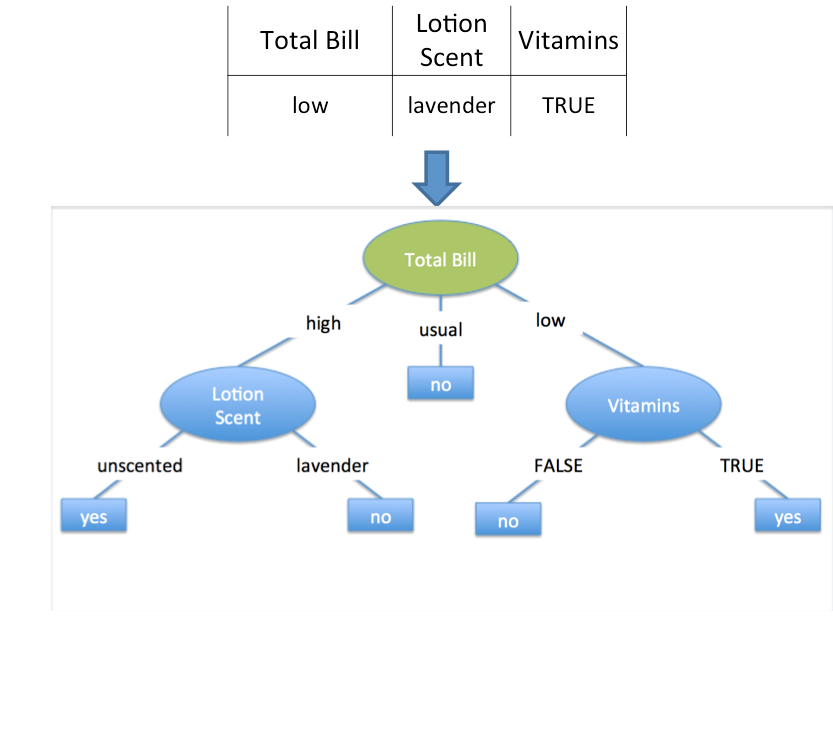 Total Bill
Lotion
Scent
Vitamins
low
lavender
TRUE
Total Bill
high
usual
low
no
Lotion
Scent
Vitamins
unscented
lavender
FALSE
TRUE
yes
no
no
yes